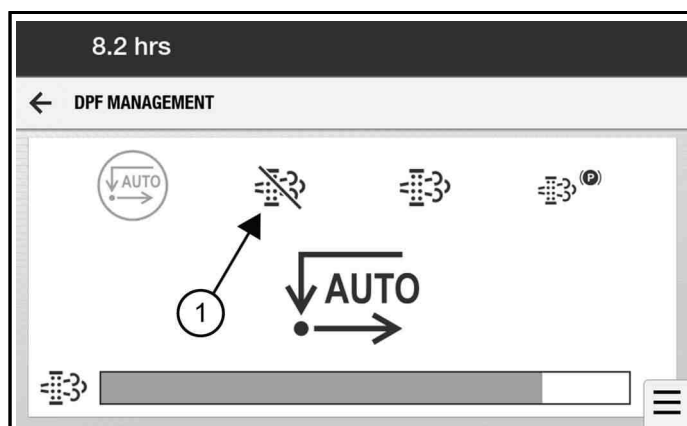 8.2 hrs
DPF MANAGEMENT
AUTO
(P)
1
AUTO